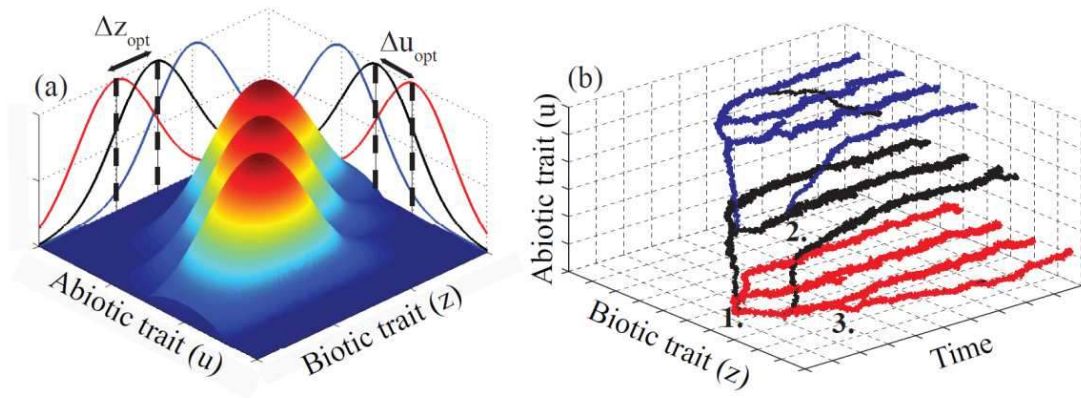 (a)
Δz_opt
Δu_opt
Abiotic trait (u)
Biotic trait (z)
(b)
Abiotic trait (u)
Biotic trait (z)
Time
1.
2.
3.